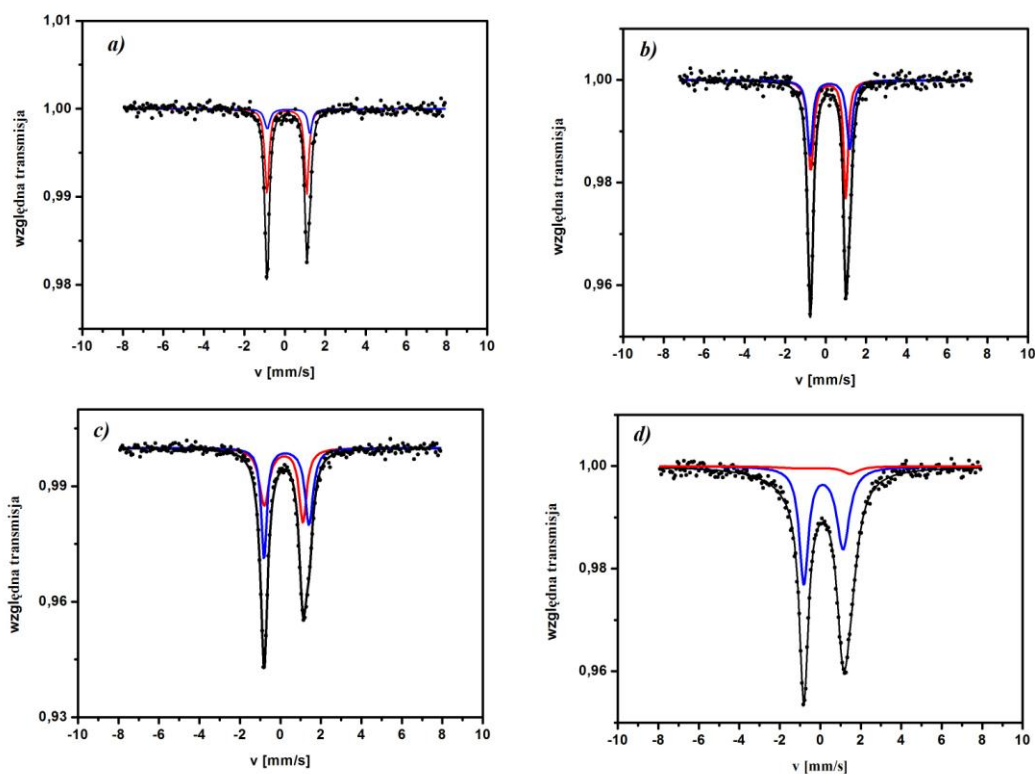 a)
1,01
1,00
0,99
0,98
względna transmisja
-10 -8 -6 -4 -2 0 2 4 6 8 10
v [mm/s]
b)
1,00
0,98
0,96
względna transmisja
-10 -8 -6 -4 -2 0 2 4 6 8 10
v [mm/s]
c)
0,99
0,96
0,93
względna transmisja
-10 -8 -6 -4 -2 0 2 4 6 8 10
v [mm/s]
d)
1,00
0,98
0,96
względna transmisja
-10 -8 -6 -4 -2 0 2 4 6 8 10
v [mm/s]